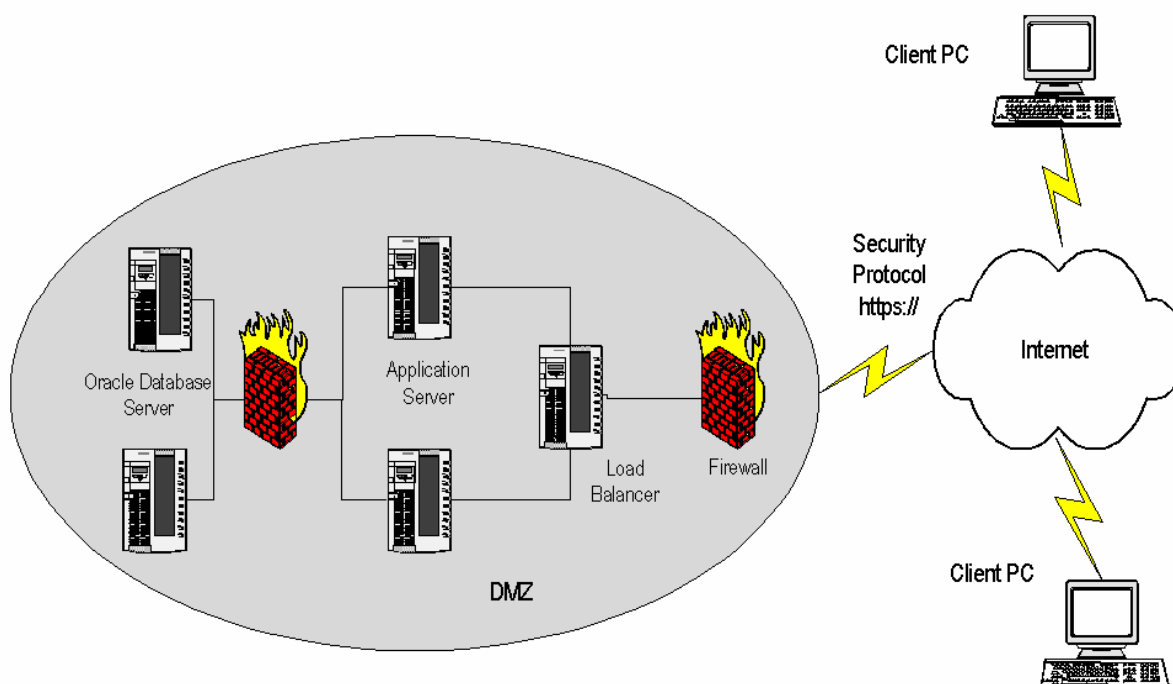 Client PC
Security
Protocol
https://
Internet
Oracle Database
Server
Application
Server
Load
Balancer
Firewall
DMZ
Client PC